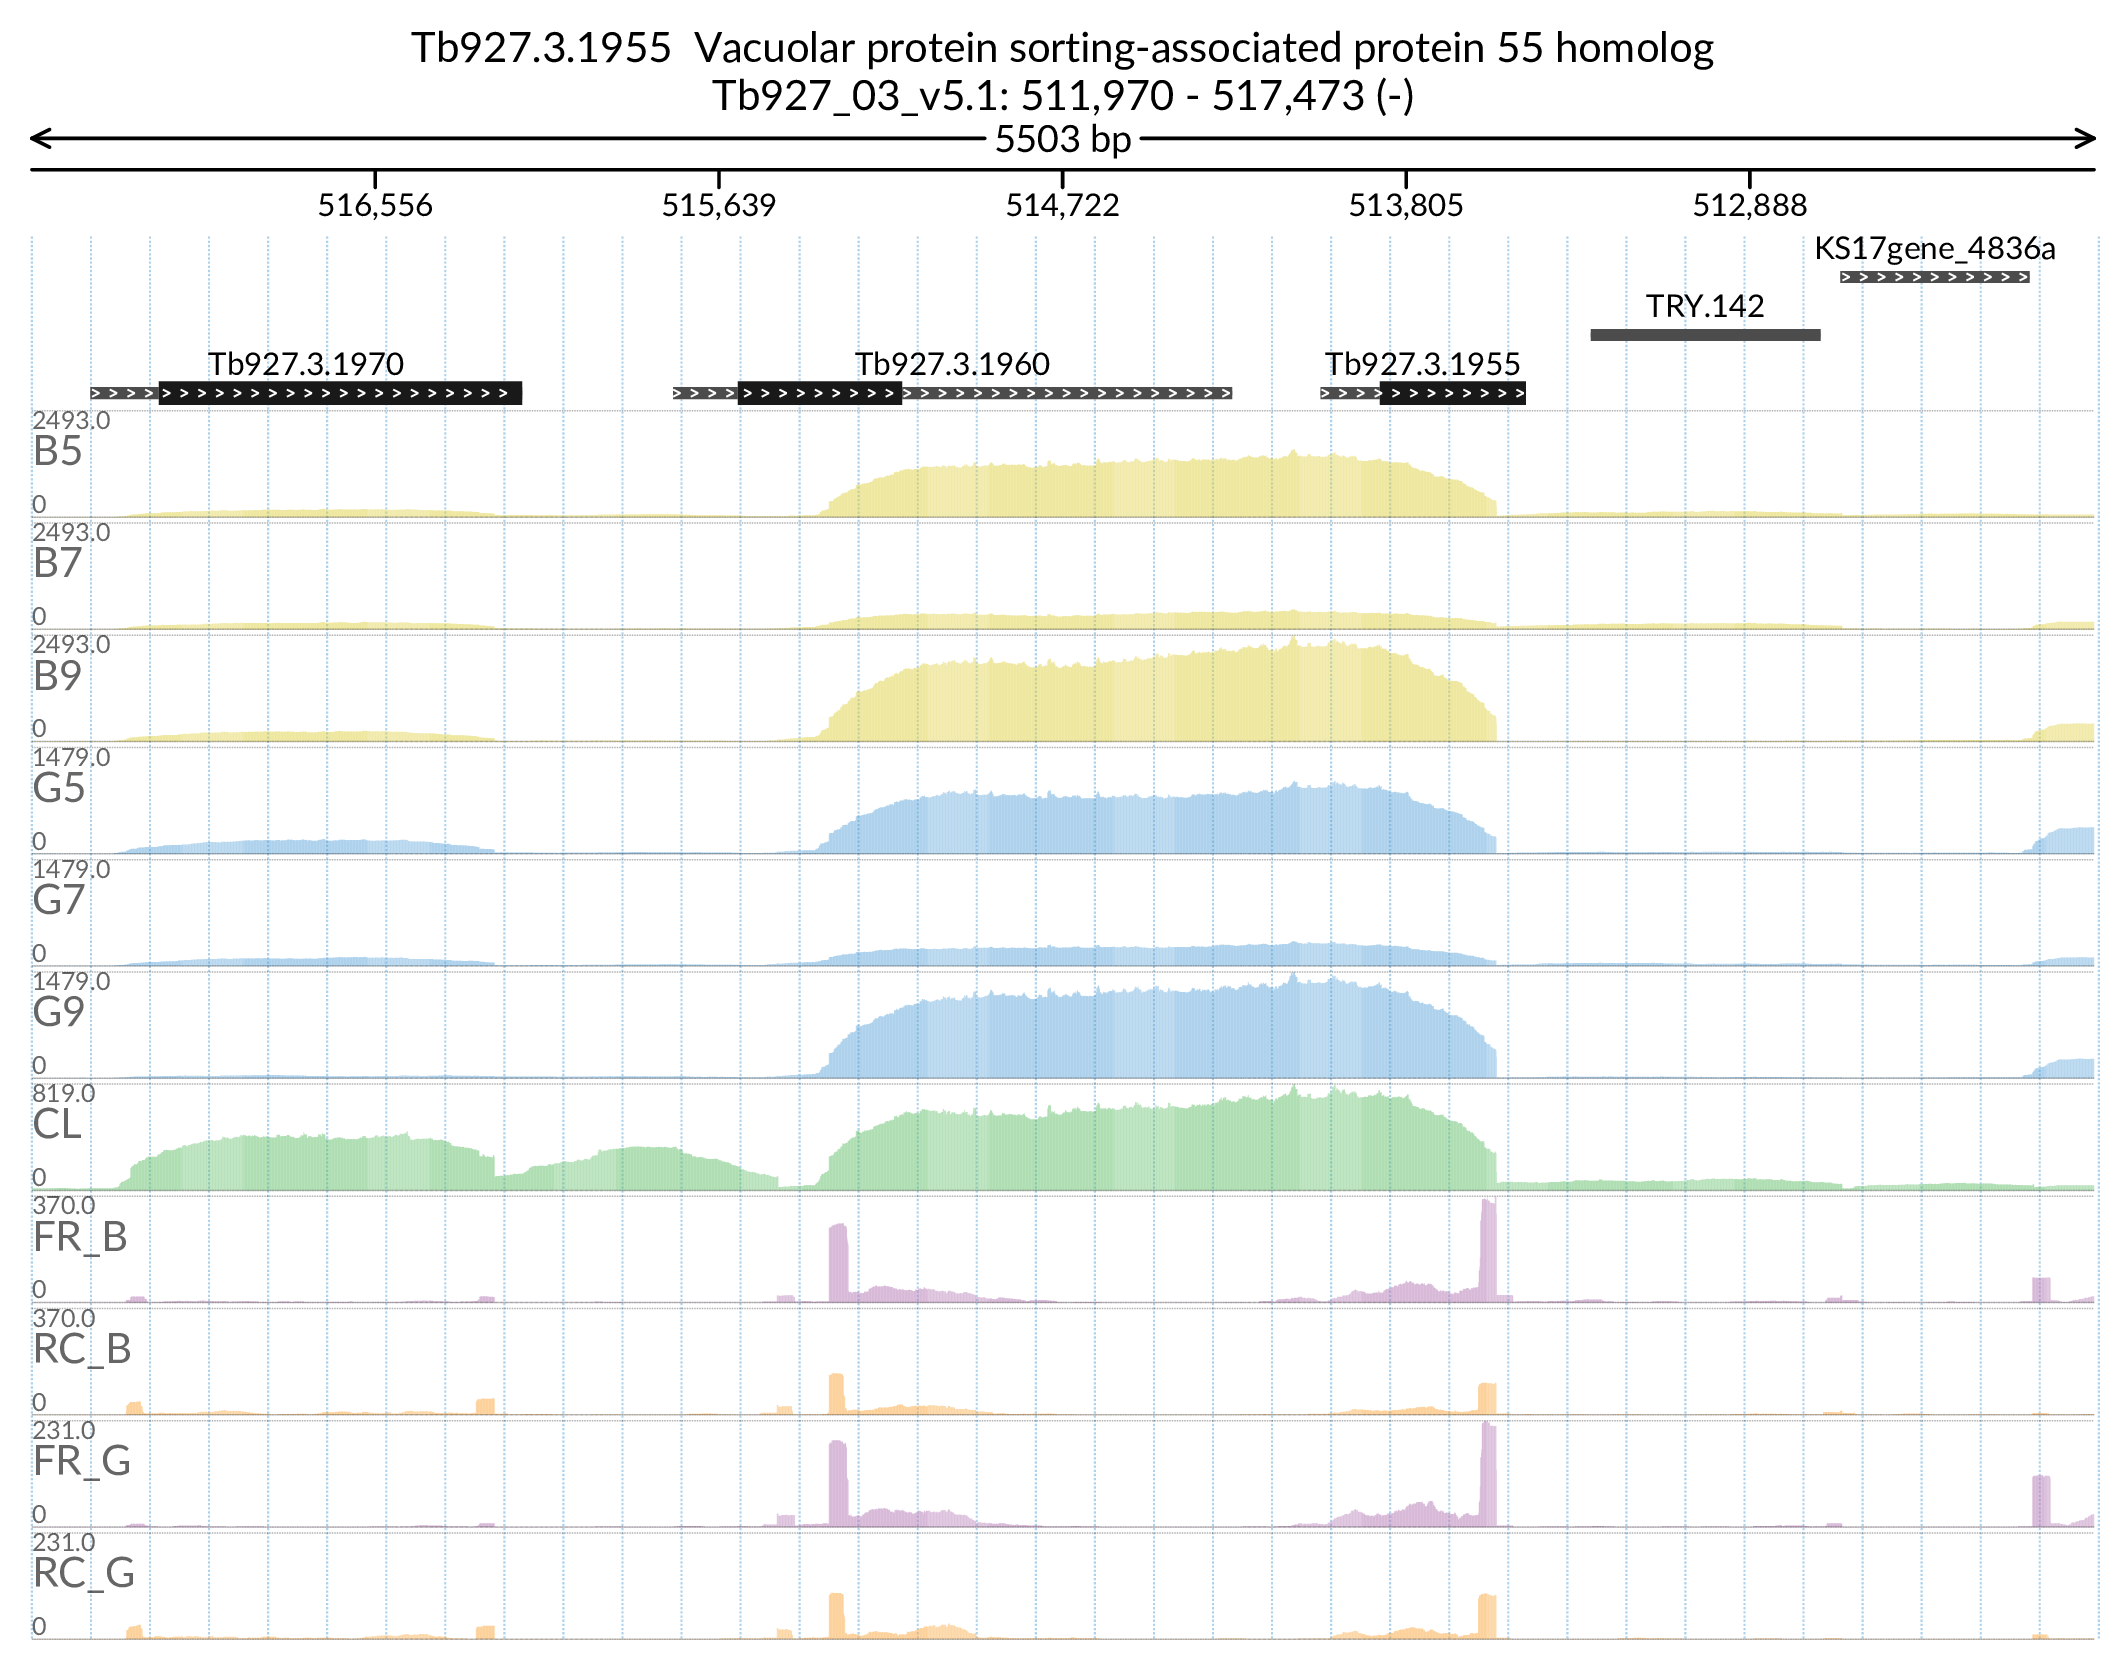 Tb927.3.1955  Vacuolar protein sorting-associated protein 55 homolog
Tb927_03_v5.1: 511,970 - 517,473 (-)
5503 bp
516,556 515,639 514,722 513,805 512,888
KS17gene_4836a
TRY.142
Tb927.3.1970 Tb927.3.1960 Tb927.3.1955
2493.0
B5
0
2493.0
B7
0
2493.0
B9
0
1479.0
G5
0
1479.0
G7
0
1479.0
G9
0
819.0
CL
0
370.0
FR_B
0
370.0
RC_B
0
231.0
FR_G
0
231.0
RC_G
0